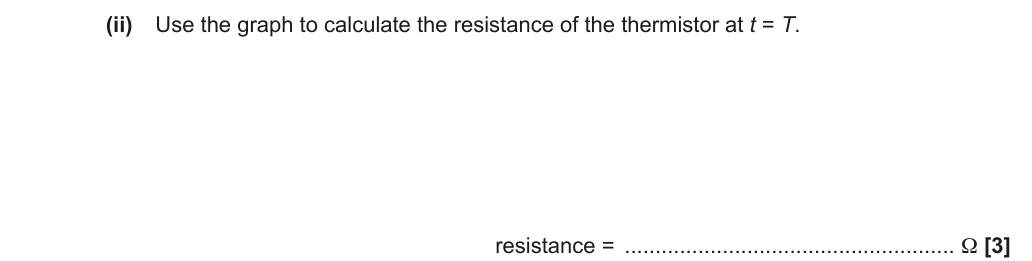 (ii) Use the graph to calculate the resistance of the thermistor at t = T.
resistance = ...................................................... Ω [3]